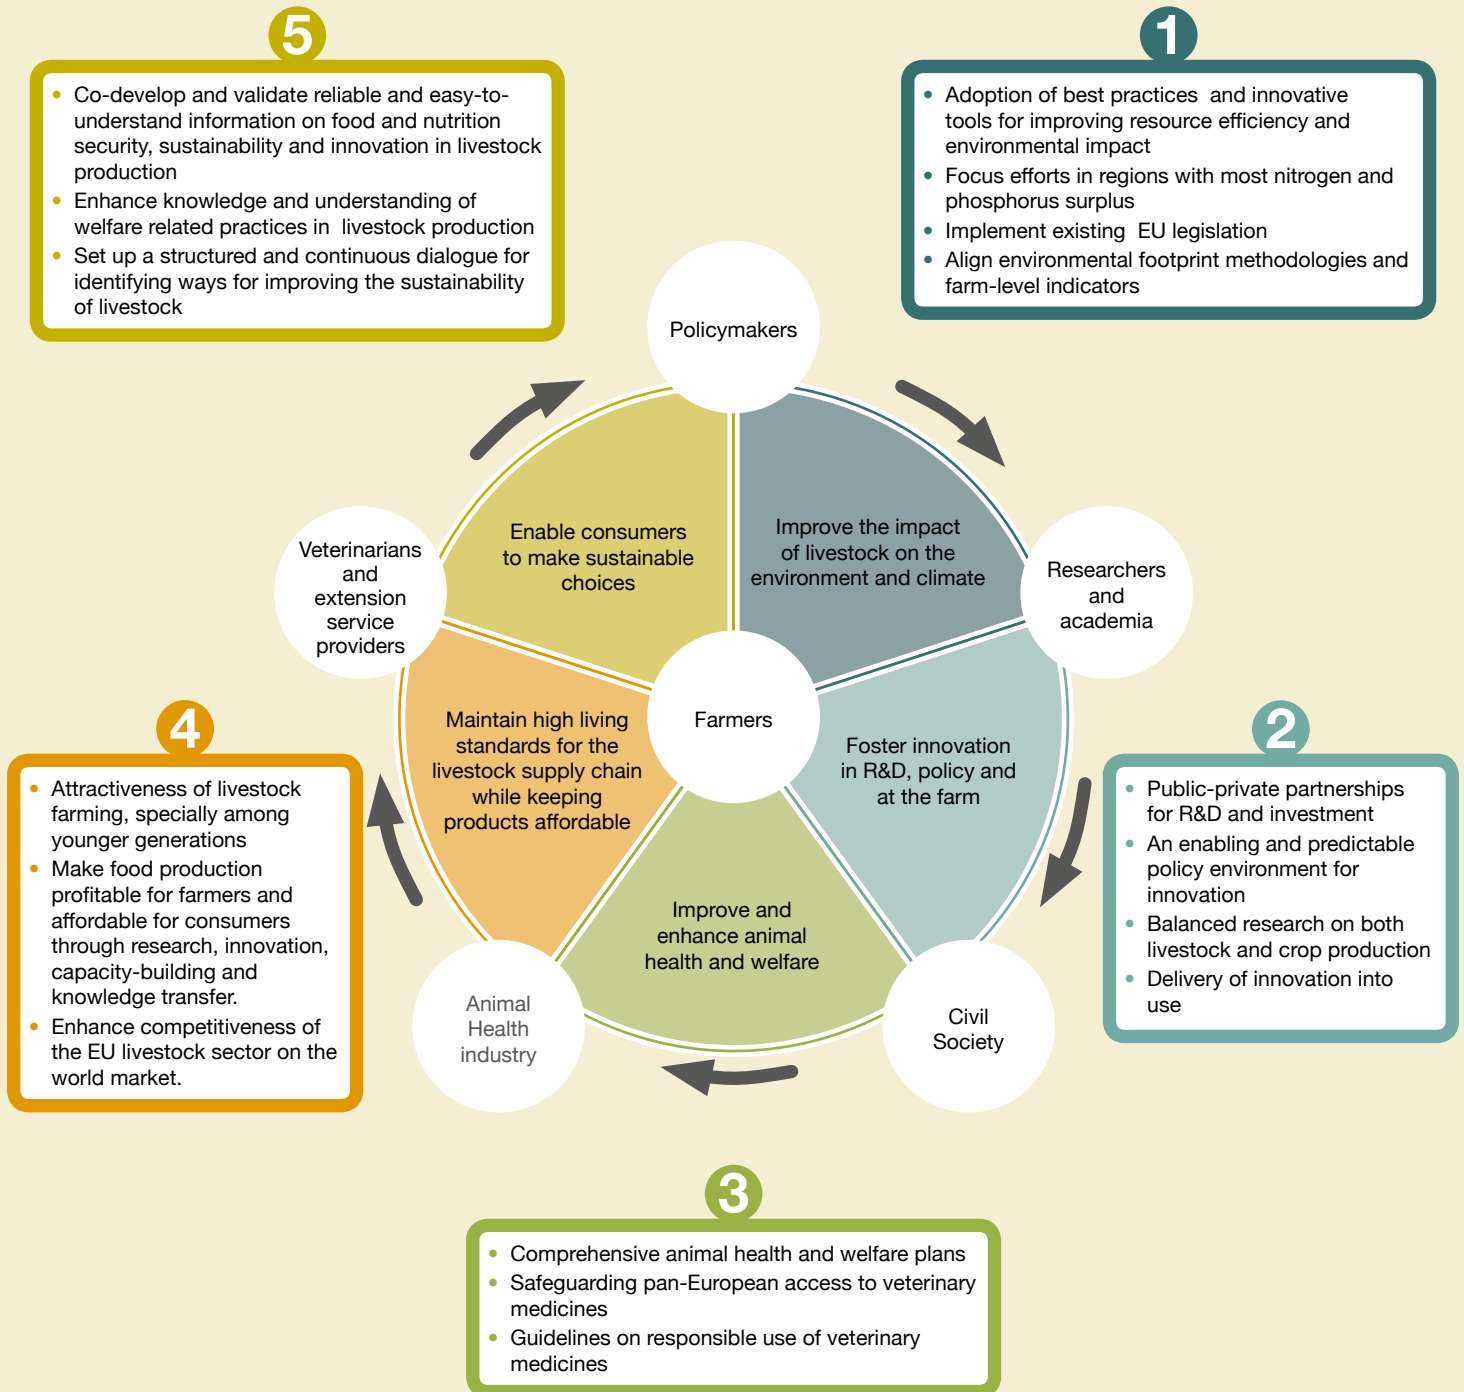 5
• Co-develop and validate reliable and easy-to-
understand information on food and nutrition
security, sustainability and innovation in livestock
production
• Enhance knowledge and understanding of
welfare related practices in livestock production
• Set up a structured and continuous dialogue for
identifying ways for improving the sustainability
of livestock
1
• Adoption of best practices and innovative
tools for improving resource efficiency and
environmental impact
• Focus efforts in regions with most nitrogen and
phosphorus surplus
• Implement existing EU legislation
• Align environmental footprint methodologies and
farm-level indicators
Policymakers
Enable consumers
to make sustainable
choices
Improve the impact
of livestock on the
environment and climate
Veterinarians
and
extension
service
providers
Researchers
and
academia
Farmers
Maintain high living
standards for the
livestock supply chain
while keeping
products affordable
Foster innovation
in R&D, policy and
at the farm
Improve and
enhance animal
health and welfare
Animal
Health
industry
Civil
Society
4
• Attractiveness of livestock
farming, specially among
younger generations
• Make food production
profitable for farmers and
affordable for consumers
through research, innovation,
capacity-building and
knowledge transfer.
• Enhance competitiveness of
the EU livestock sector on the
world market.
2
• Public-private partnerships
for R&D and investment
• An enabling and predictable
policy environment for
innovation
• Balanced research on both
livestock and crop production
• Delivery of innovation into
use
3
• Comprehensive animal health and welfare plans
• Safeguarding pan-European access to veterinary
medicines
• Guidelines on responsible use of veterinary
medicines